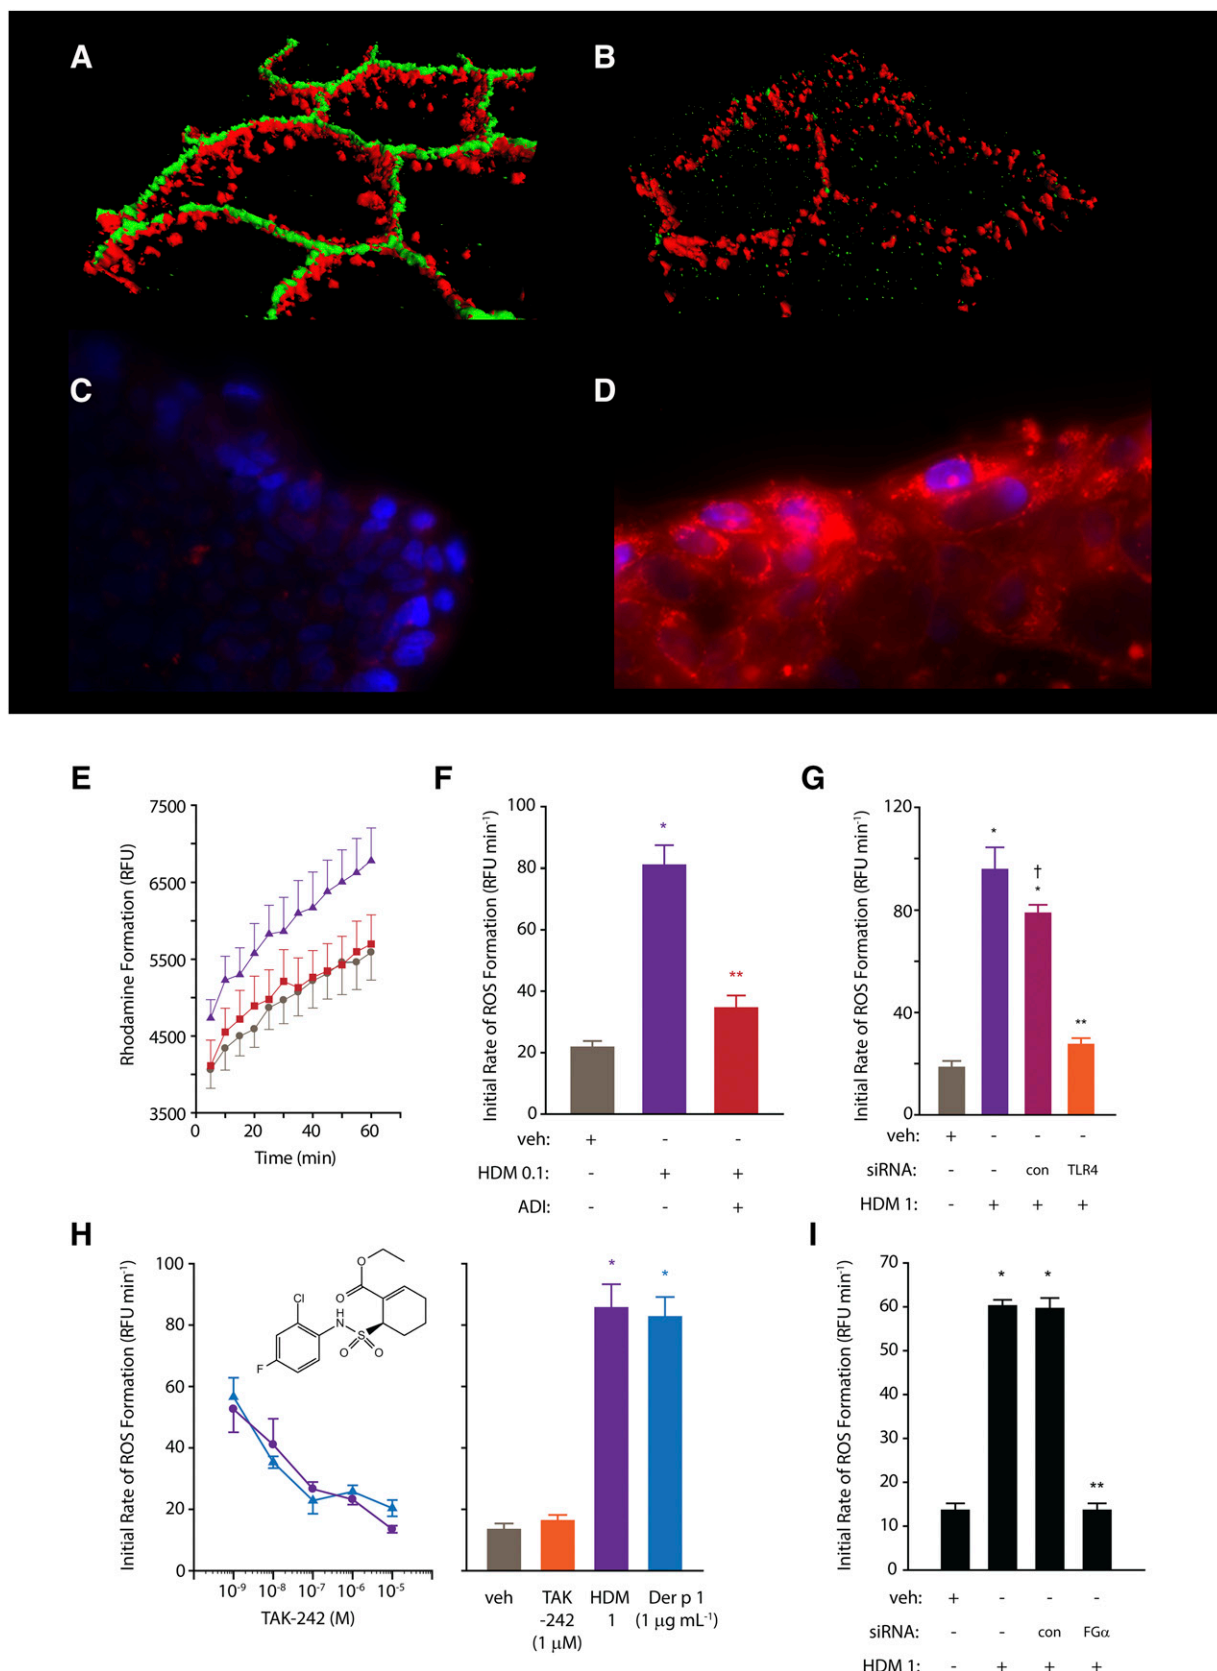 A
B
C
D
E
Rhodamine Formation (RFU)
7500
6500
5500
4500
3500
0
20
40
60
Time (min)
F
Initial Rate of ROS Formation (RFU min-1)
100
80
60
40
20
0
*
**
veh: + - -
HDM 0.1: - + +
ADI: - - +
G
Initial Rate of ROS Formation (RFU min-1)
120
80
40
0
*
†
*
**
veh: + - - -
siRNA: - - con TLR4
HDM 1: - + + +
H
Initial Rate of ROS Formation (RFU min-1)
100
80
60
40
20
0
O
O
Cl
H
N
S
O O
F
10-9 10-8 10-7 10-6 10-5
TAK-242 (M)
*
*
veh
TAK
-242
(1 μM)
HDM
1
Der p 1
(1 μg mL-1)
I
Initial Rate of ROS Formation (RFU min-1)
70
60
50
40
30
20
10
0
*
*
**
veh: + - - -
siRNA: - - con FGα
HDM 1: - + + +